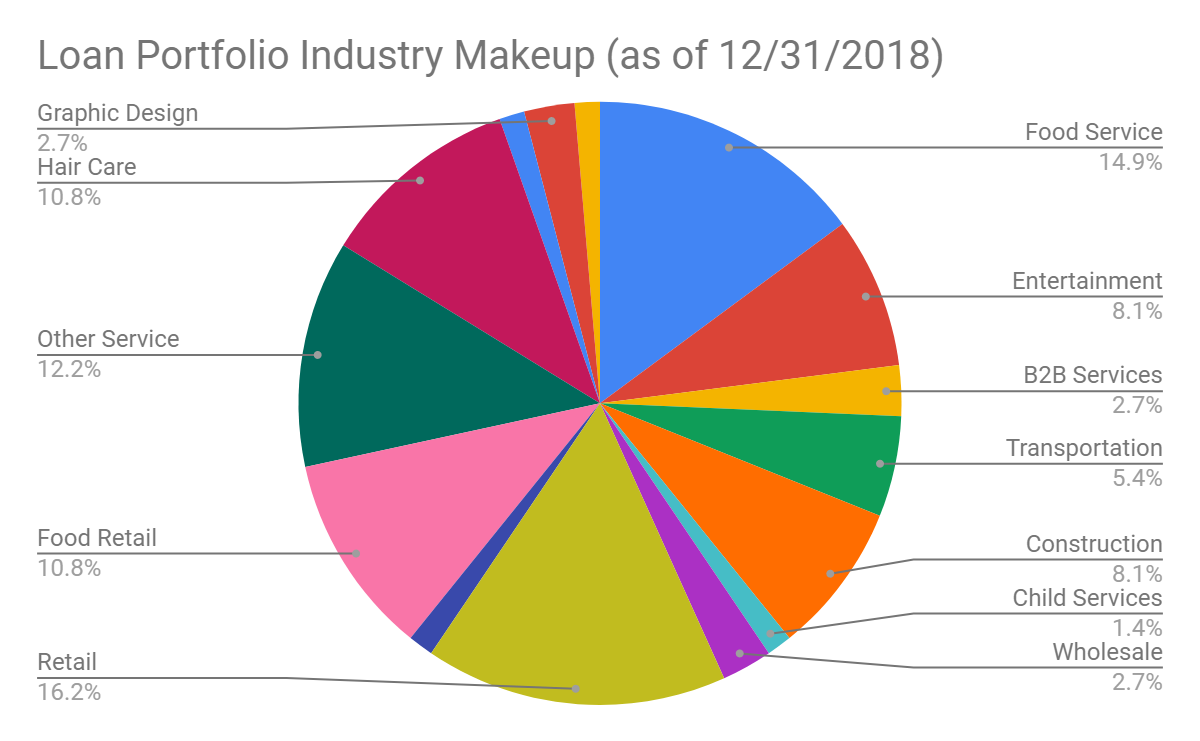 Loan Portfolio Industry Makeup (as of 12/31/2018)
Graphic Design
2.7%
Hair Care
10.8%
Other Service
12.2%
Food Retail
10.8%
Retail
16.2%
Food Service
14.9%
Entertainment
8.1%
B2B Services
2.7%
Transportation
5.4%
Construction
8.1%
Child Services
1.4%
Wholesale
2.7%